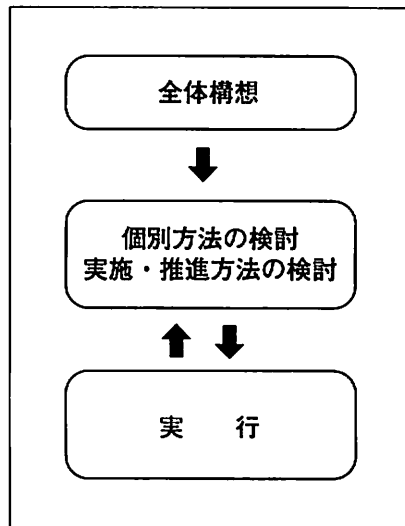 全体構想
個別方法の検討
実施・推進方法の検討
実　　行